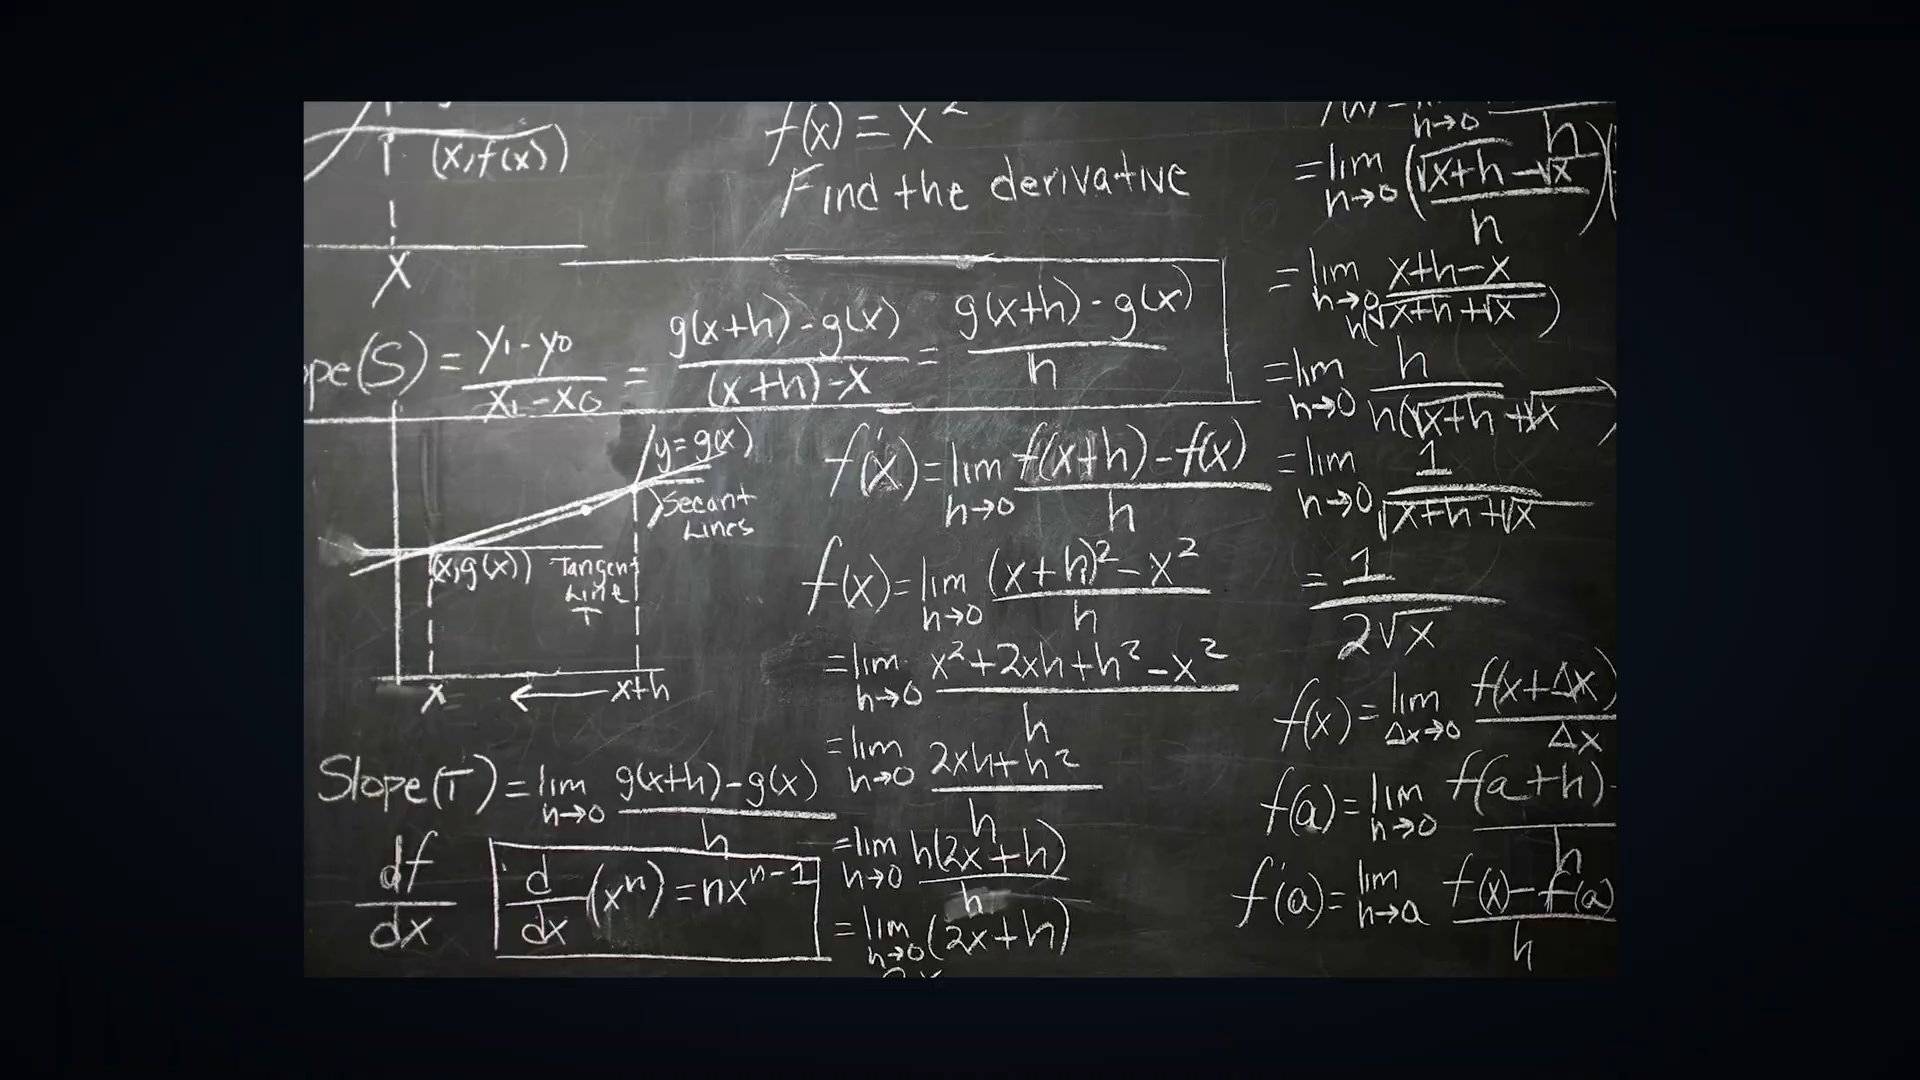 (x,f(x))
x
ope(S) = y₁-y₀ / x₁-x₀ = g(x+h)-g(x) / (x+h)-x = g(x+h)-g(x) / h
y=g(x)
Secant
Lines
(x,g(x))
Tangent
Line
T
x ← x+h
Slope(T) = lim h→0 g(x+h)-g(x) / h
df/dx
d/dx (xⁿ) = nxⁿ⁻¹
f(x) = x²
Find the derivative
f'(x) = lim h→0 f(x+h)-f(x) / h
f(x) = lim h→0 (x+h)²-x² / h
= lim h→0 x²+2xh+h²-x² / h
= lim h→0 2xh+h² / h
= lim h→0 h(2x+h) / h
= lim h→0 (2x+h)
h→0 h
= lim h→0 (√x+h - √x / h)(
= lim h→0 x+h-x / h(√x+h + √x)
= lim h→0 h / h(√x+h + √x)
= lim h→0 1 / √x+h + √x
= 1 / 2√x
f(x) = lim Δx→0 f(x+Δx) / Δx
f(a) = lim h→0 f(a+h)- / h
f'(a) = lim h→a f(x)-f(a) / h